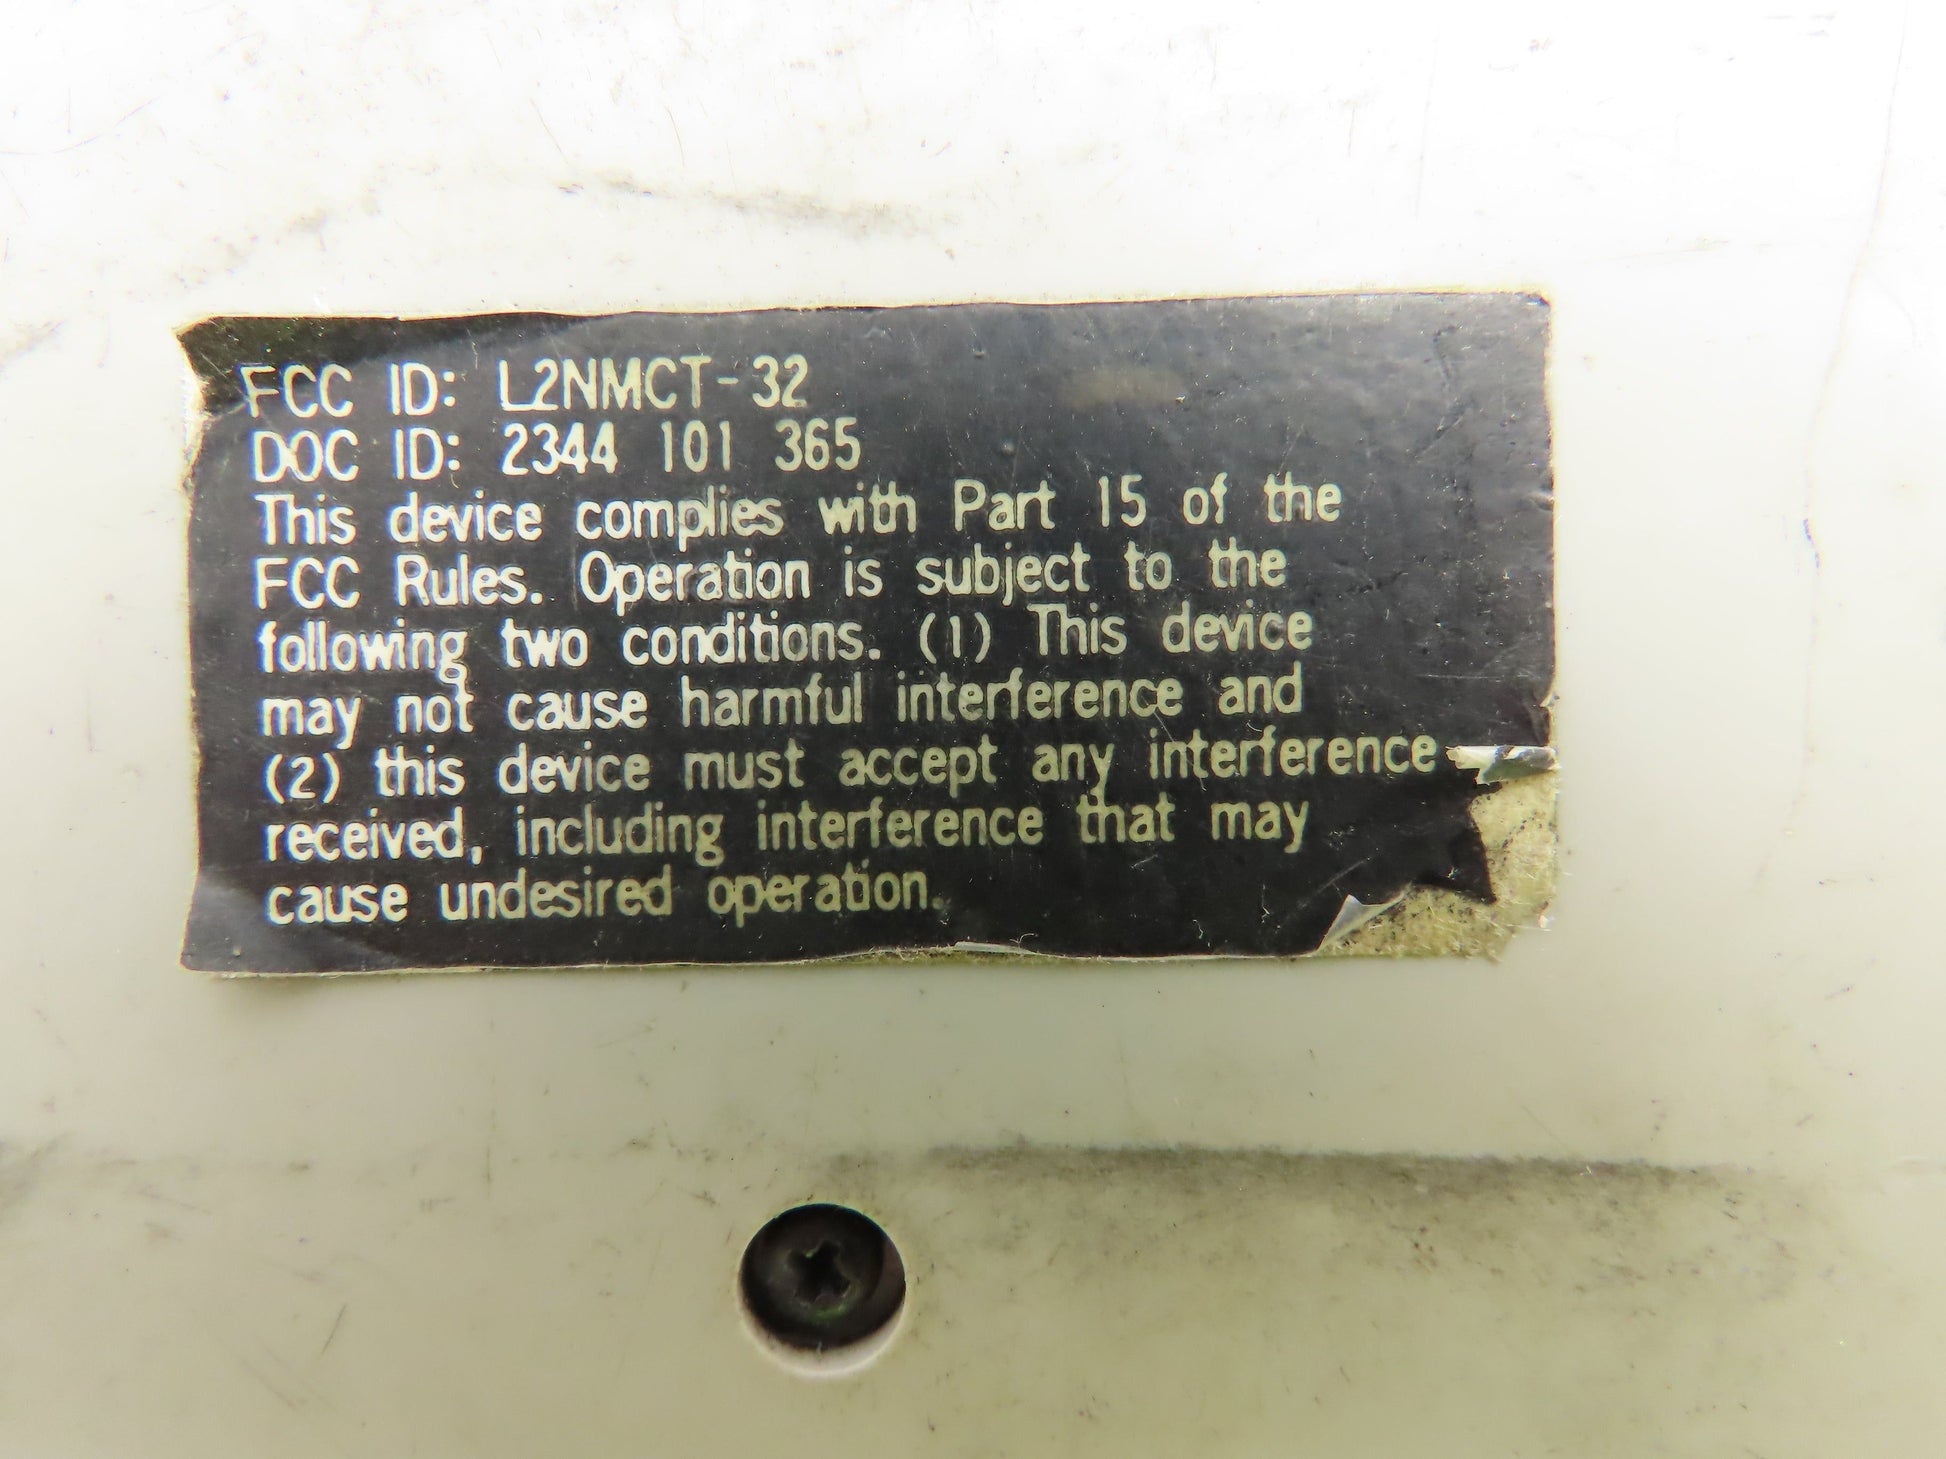 FCC ID: L2NMCT-32
DOC ID: 2344 101 365
This device complies with Part 15 of the
FCC Rules. Operation is subject to the
following two conditions. (1) This device
may not cause harmful interference and
(2) this device must accept any interference
received, including interference that may
cause undesired operation.